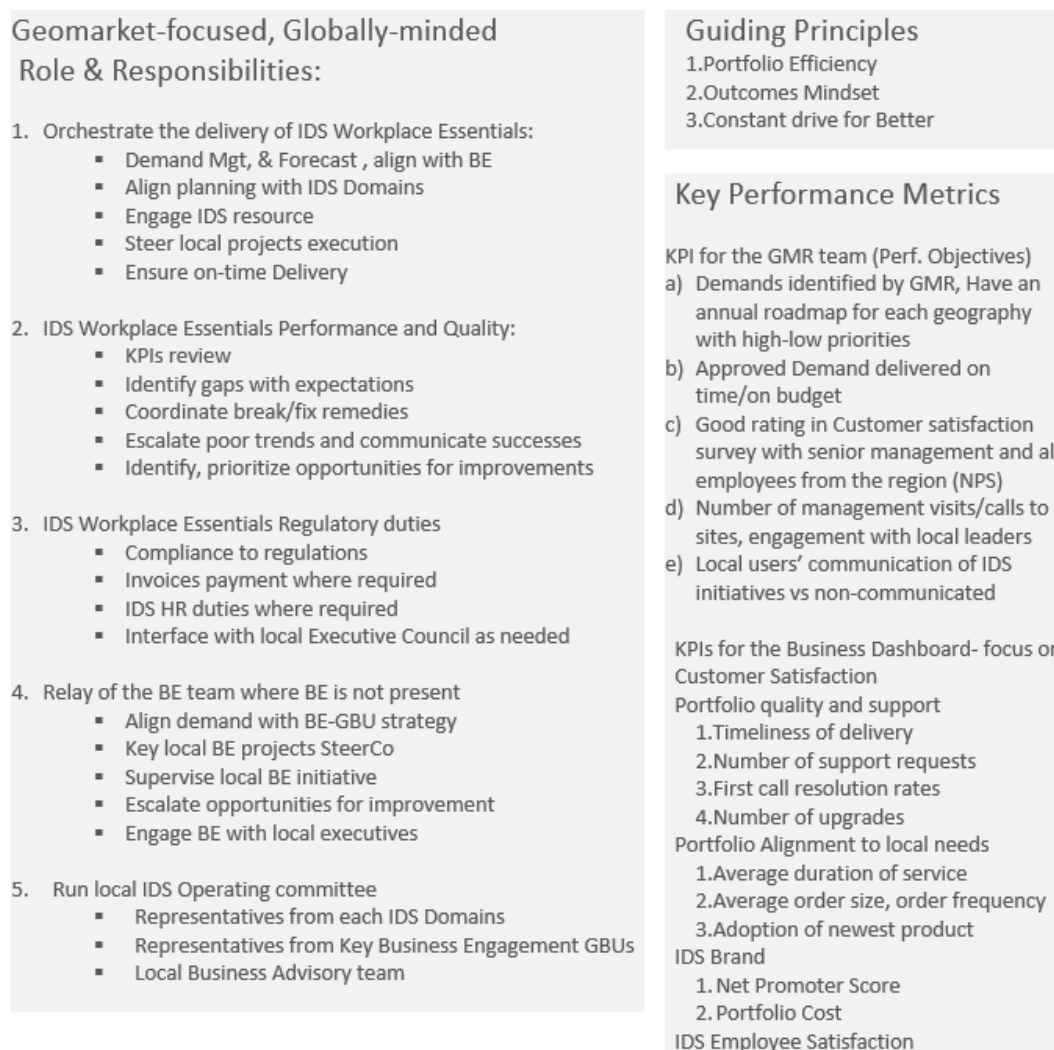 Geomarket-focused, Globally-minded
Role & Responsibilities:
1. Orchestrate the delivery of IDS Workplace Essentials:
▪ Demand Mgt, & Forecast , align with BE
▪ Align planning with IDS Domains
▪ Engage IDS resource
▪ Steer local projects execution
▪ Ensure on-time Delivery
2. IDS Workplace Essentials Performance and Quality:
▪ KPIs review
▪ Identify gaps with expectations
▪ Coordinate break/fix remedies
▪ Escalate poor trends and communicate successes
▪ Identify, prioritize opportunities for improvements
3. IDS Workplace Essentials Regulatory duties
▪ Compliance to regulations
▪ Invoices payment where required
▪ IDS HR duties where required
▪ Interface with local Executive Council as needed
4. Relay of the BE team where BE is not present
▪ Align demand with BE-GBU strategy
▪ Key local BE projects SteerCo
▪ Supervise local BE initiative
▪ Escalate opportunities for improvement
▪ Engage BE with local executives
5. Run local IDS Operating committee
▪ Representatives from each IDS Domains
▪ Representatives from Key Business Engagement GBUs
▪ Local Business Advisory team
Guiding Principles
1.Portfolio Efficiency
2.Outcomes Mindset
3.Constant drive for Better
Key Performance Metrics
KPI for the GMR team (Perf. Objectives)
a) Demands identified by GMR, Have an
annual roadmap for each geography
with high-low priorities
b) Approved Demand delivered on
time/on budget
c) Good rating in Customer satisfaction
survey with senior management and
employees from the region (NPS)
d) Number of management visits/calls to
sites, engagement with local leaders
e) Local users' communication of IDS
initiatives vs non-communicated
KPIs for the Business Dashboard- focus
Customer Satisfaction
Portfolio quality and support
1.Timeliness of delivery
2.Number of support requests
3.First call resolution rates
4.Number of upgrades
Portfolio Alignment to local needs
1.Average duration of service
2.Average order size, order frequency
3.Adoption of newest product
IDS Brand
1. Net Promoter Score
2. Portfolio Cost
IDS Employee Satisfaction